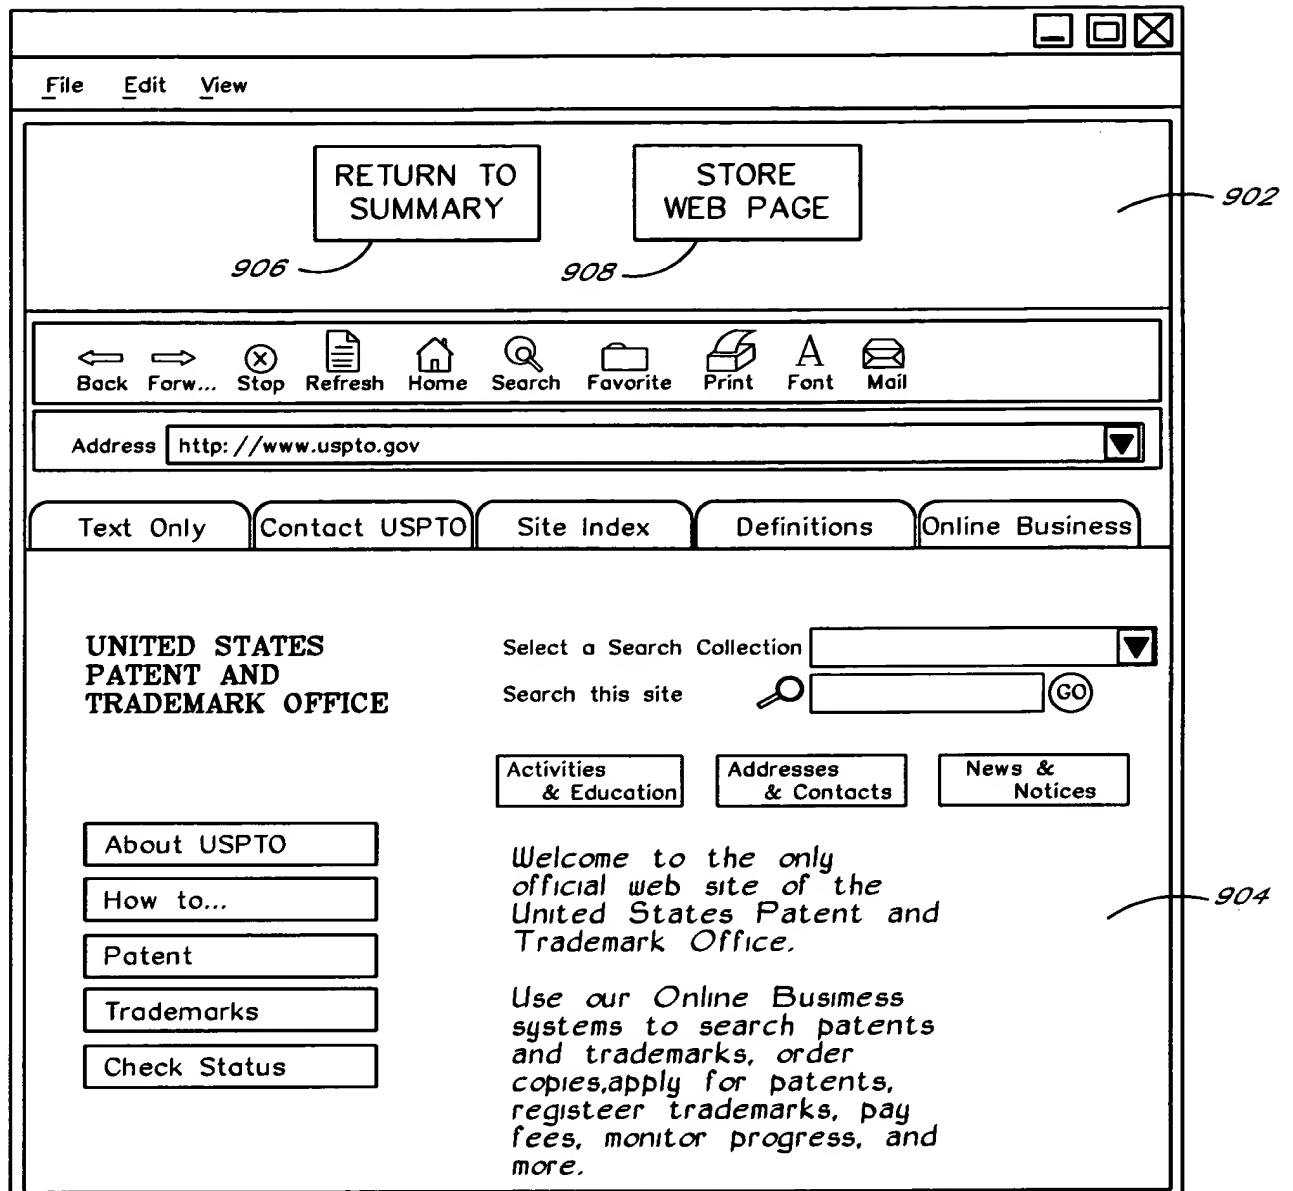 File Edit View
RETURN TO
SUMMARY
STORE
WEB PAGE
902
906
908
Back Forw... Stop Refresh Home Search Favorite Print Font Mail
Address http://www.uspto.gov
Text Only Contact USPTO Site Index Definitions Online Business
UNITED STATES
PATENT AND
TRADEMARK OFFICE
Select a Search Collection
Search this site GO
Activities
& Education
Addresses
& Contacts
News &
Notices
About USPTO
How to...
Patent
Trademarks
Check Status
Welcome to the only
official web site of the
United States Patent and
Trademark Office.
904
Use our Online Busimess
systems to search patents
and trademarks, order
copies,apply for patents,
registeer trademarks, pay
fees, monitor progress, and
more.